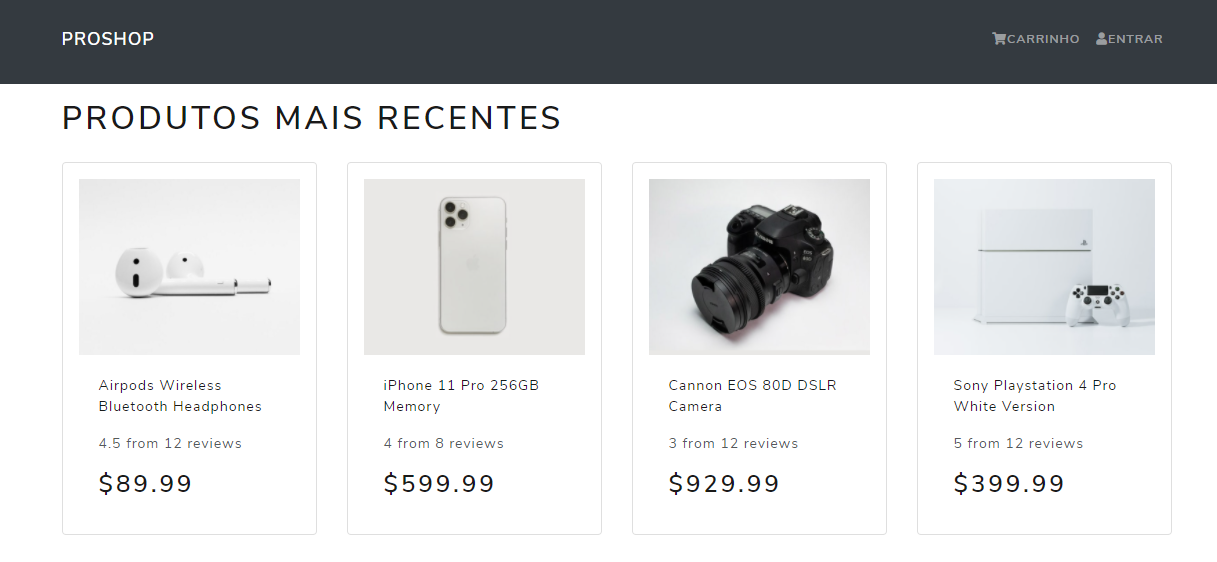 PROSHOP
CARRINHO
ENTRAR
PRODUTOS MAIS RECENTES
Airpods Wireless
Bluetooth Headphones
4.5 from 12 reviews
$89.99
iPhone 11 Pro 256GB
Memory
4 from 8 reviews
$599.99
Canon
Cannon EOS 80D DSLR
Camera
3 from 12 reviews
$929.99
Sony Playstation 4 Pro
White Version
5 from 12 reviews
$399.99